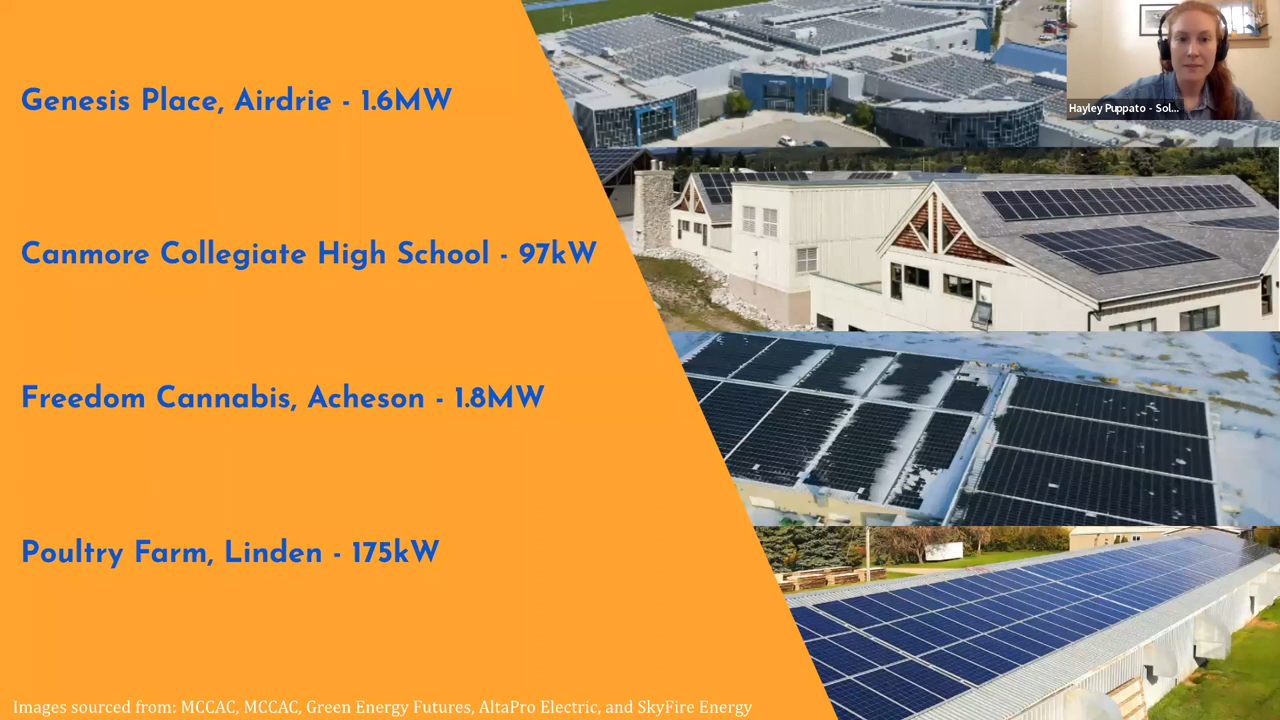 Genesis Place, Airdrie - 1.6MW
Hayley Puppato - Sol...
Canmore Collegiate High School - 97kW
Freedom Cannabis, Acheson - 1.8MW
Poultry Farm, Linden - 175kW
Images sourced from: MCCAC, MCCAC, Green Energy Futures, AltaPro Electric, and SkyFire Energy